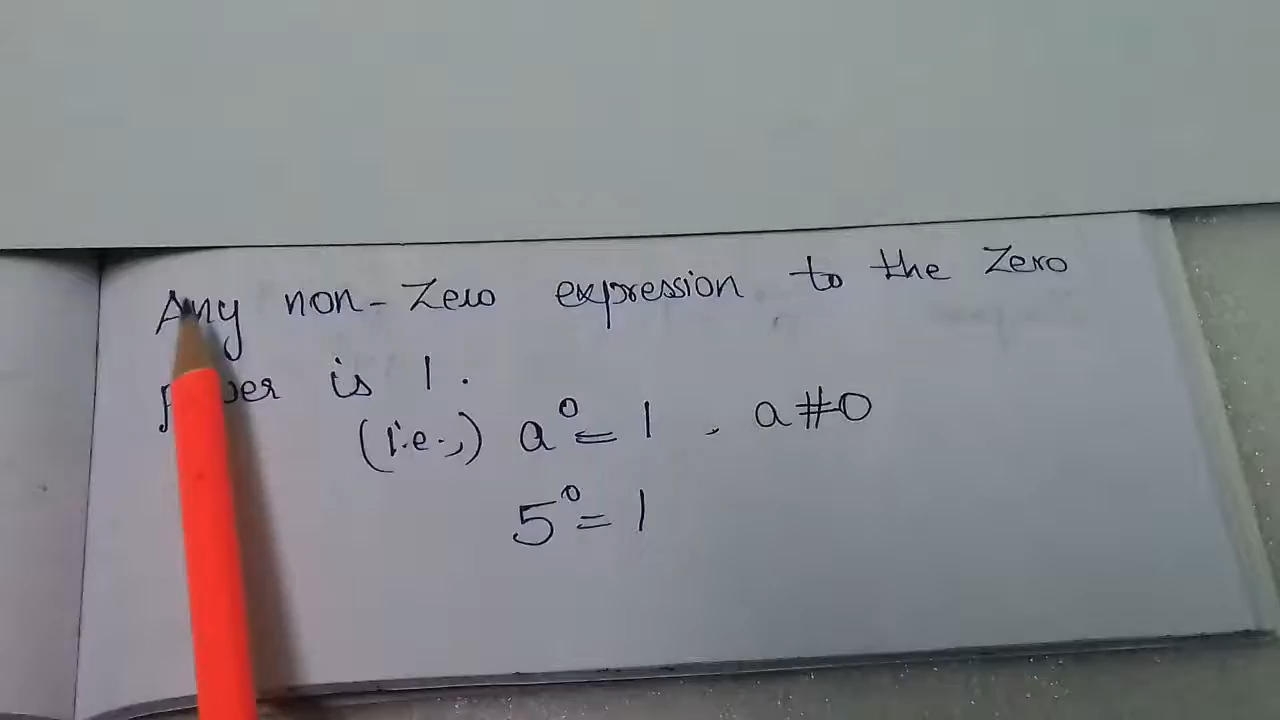 Any non-Zero expression to the Zero
is 1.
(i.e.,) a⁰ = 1 . a # 0
5⁰ = 1